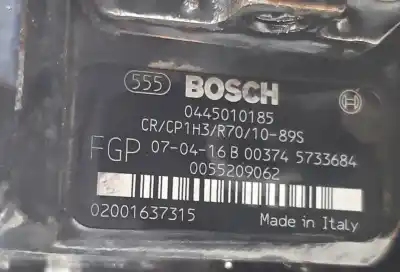 555 BOSCH
0445010185
CR/CP1H3/R70/10-89S
FGP 07-04-16 B 00374 5733684
0055209062
02001637315 Made in Italy